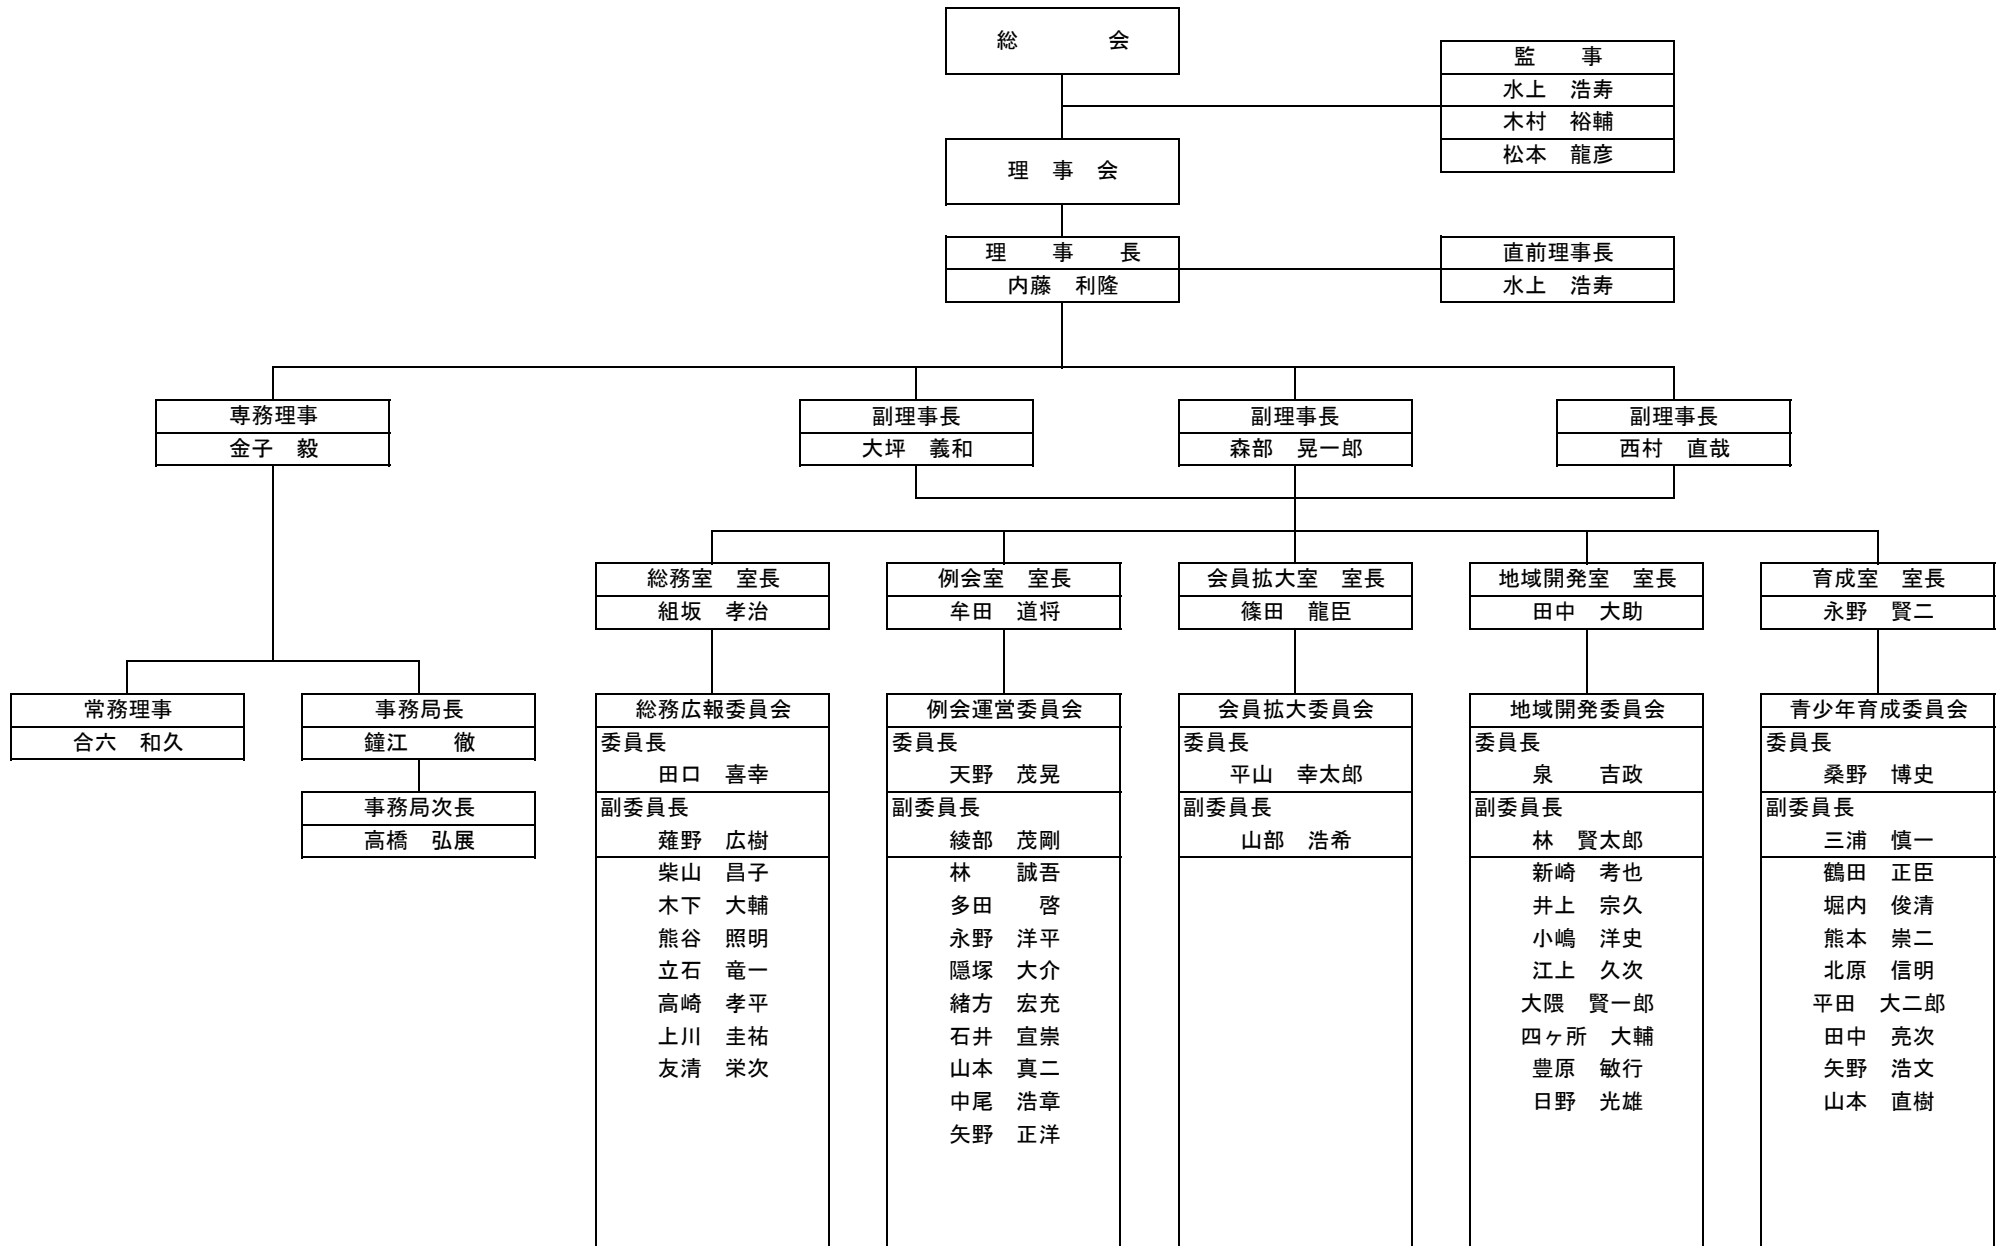 総　　　　会
監　　事
水上　浩寿
木村　裕輔
松本　龍彦
理　事　会
理　　事　　長
内藤　利隆
直前理事長
水上　浩寿
専務理事
金子　毅
副理事長
大坪　義和
副理事長
森部　晃一郎
副理事長
西村　直哉
総務室　室長
組坂　孝治
例会室　室長
牟田　道将
会員拡大室　室長
篠田　龍臣
地域開発室　室長
田中　大助
育成室　室長
永野　賢二
常務理事
合六　和久
事務局長
鐘江　　徹
事務局次長
高橋　弘展
総務広報委員会
委員長
田口　喜幸
副委員長
薙野　広樹
柴山　昌子
木下　大輔
熊谷　照明
立石　竜一
高崎　孝平
上川　圭祐
友清　栄次
例会運営委員会
委員長
天野　茂晃
副委員長
綾部　茂剛
林　　誠吾
多田　　啓
永野　洋平
隠塚　大介
緒方　宏充
石井　宣崇
山本　真二
中尾　浩章
矢野　正洋
会員拡大委員会
委員長
平山　幸太郎
副委員長
山部　浩希
地域開発委員会
委員長
泉　　吉政
副委員長
林　賢太郎
新崎　考也
井上　宗久
小嶋　洋史
江上　久次
大隈　賢一郎
四ヶ所　大輔
豊原　敏行
日野　光雄
青少年育成委員会
委員長
桑野　博史
副委員長
三浦　慎一
鶴田　正臣
堀内　俊清
熊本　崇二
北原　信明
平田　大二郎
田中　亮次
矢野　浩文
山本　直樹